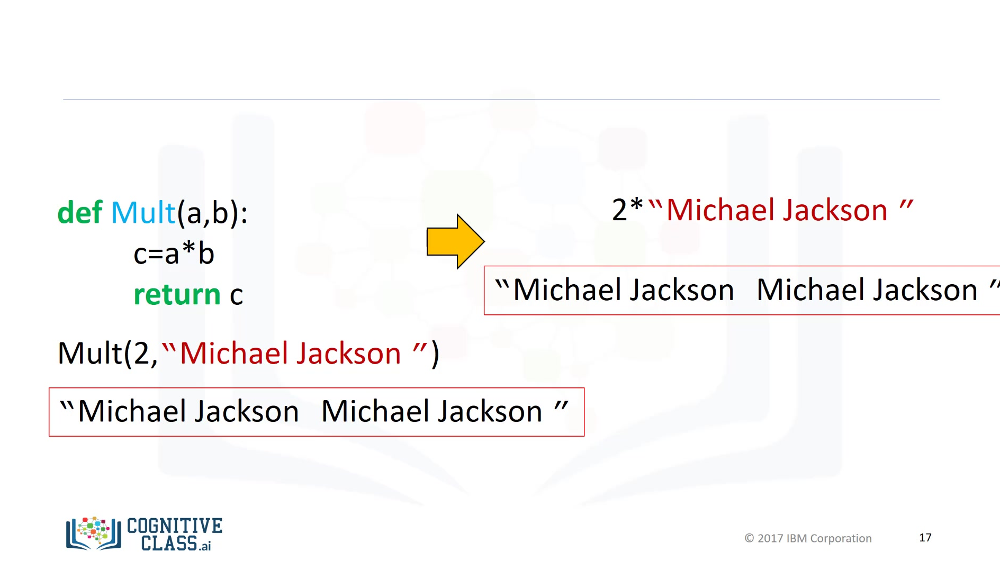 def Mult(a,b):
c=a*b
return c
Mult(2,“Michael Jackson ”)
“Michael Jackson  Michael Jackson ”
2*“Michael Jackson ”
“Michael Jackson  Michael Jackson ”
COGNITIVE
CLASS.ai
© 2017 IBM Corporation 17